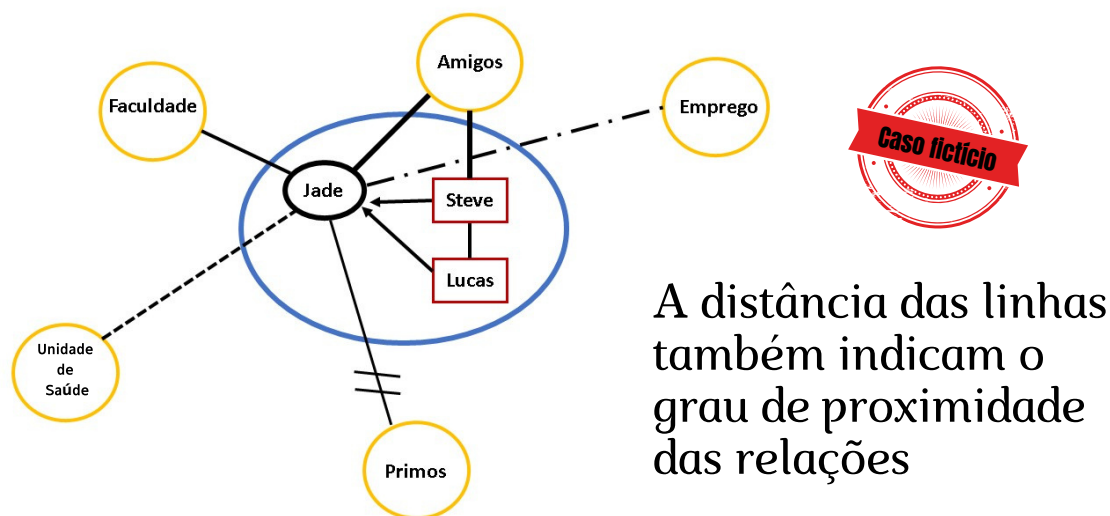 Amigos
Faculdade
Emprego
Caso fictício
Jade
Steve
Lucas
Unidade
de
Saúde
Primos
A distância das linhas
também indicam o
grau de proximidade
das relações